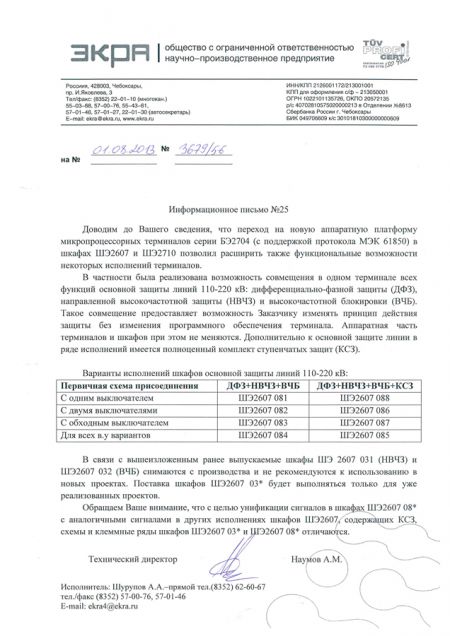 ЭКРА
общество с ограниченной ответственностью
научно–производственное предприятие
TÜV
PROFI
CERT
Россия, 428003, Чебоксары,
пр. И.Яковлева, 3
Тел/факс: (8352) 22–01–10 (многокан.)
55–03–68, 57–00–76, 55–43–61,
57–01–46, 57–01–27, 22–01–30 (автосекретарь)
E-mail: ekra@ekra.ru, www.ekra.ru
ИНН/КПП 2126001172/213001001
КПП для оформления с/ф – 213050001
ОГРН 1022101135726, ОКПО 20572135
Сбербанка России г. Чебоксары
БИК 049706609 к/с 30101810300000000609
01.08.2013 № 3679/56
на №
Информационное письмо №25
Доводим до Вашего сведения, что переход на новую аппаратную платформу
микропроцессорных терминалов серии БЭ2704 (с поддержкой протокола МЭК 61850) в
шкафах ШЭ2607 и ШЭ2710 позволил расширить также функциональные возможности
некоторых исполнений терминалов.
В частности была реализована возможность совмещения в одном терминале всех
функций основной защиты линий 110-220 кВ: дифференциально-фазной защиты (ДФЗ),
направленной высокочастотной защиты (НВЧЗ) и высокочастотной блокировки (ВЧБ).
Такое совмещение предоставляет возможность Заказчику изменять принцип действия
защиты без изменения программного обеспечения терминала. Аппаратная часть
терминалов и шкафов при этом не меняются. Дополнительно к основной защите линии в
ряде исполнений имеется полноценный комплект ступенчатых защит (КСЗ).
Варианты исполнений шкафов основной защиты линий 110-220 кВ:
Первичная схема присоединения ДФЗ+НВЧЗ+ВЧБ ДФЗ+НВЧЗ+ВЧБ+КСЗ
С одним выключателем ШЭ2607 081 ШЭ2607 088
С двумя выключателями ШЭ2607 082 ШЭ2607 086
С обходным выключателем ШЭ2607 083 ШЭ2607 087
Для всех в.у вариантов ШЭ2607 084 ШЭ2607 085
В связи с вышеизложенным ранее выпускаемые шкафы ШЭ 2607 031 (НВЧЗ) и
ШЭ2607 032 (ВЧБ) снимаются с производства и не рекомендуются к использованию в
новых проектах. Поставка шкафов ШЭ2607 03* будет выполняться только для уже
реализованных проектов.
Обращаем Ваше внимание, что с целью унификации сигналов в шкафах ШЭ2607 08*
с аналогичными сигналами в других исполнениях шкафов ШЭ2607, содержащих КСЗ,
схемы и клеммные ряды шкафов ШЭ2607 03* и ШЭ2607 08* отличаются.
Технический директор Наумов А.М.
Исполнитель: Шурупов А.А.–прямой тел.(8352) 62-60-67
тел./факс (8352) 57-00-76, 57-01-46
E-mail: ekra4@ekra.ru